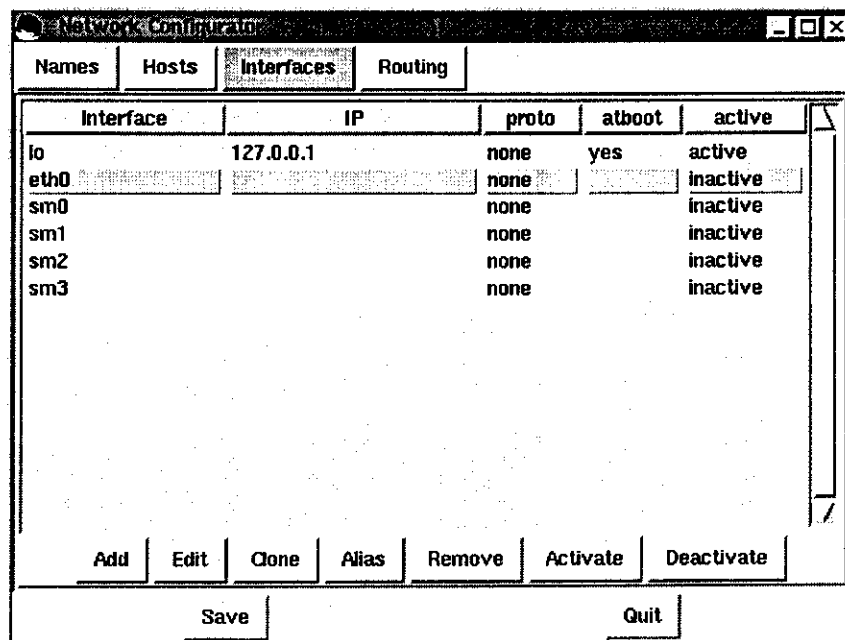 Network Configurator
Names Hosts Interfaces Routing
Interface IP proto atboot active
lo 127.0.0.1 none yes active
eth0 none inactive
sm0 none inactive
sm1 none inactive
sm2 none inactive
sm3 none inactive
Add Edit Clone Alias Remove Activate Deactivate
Save Quit